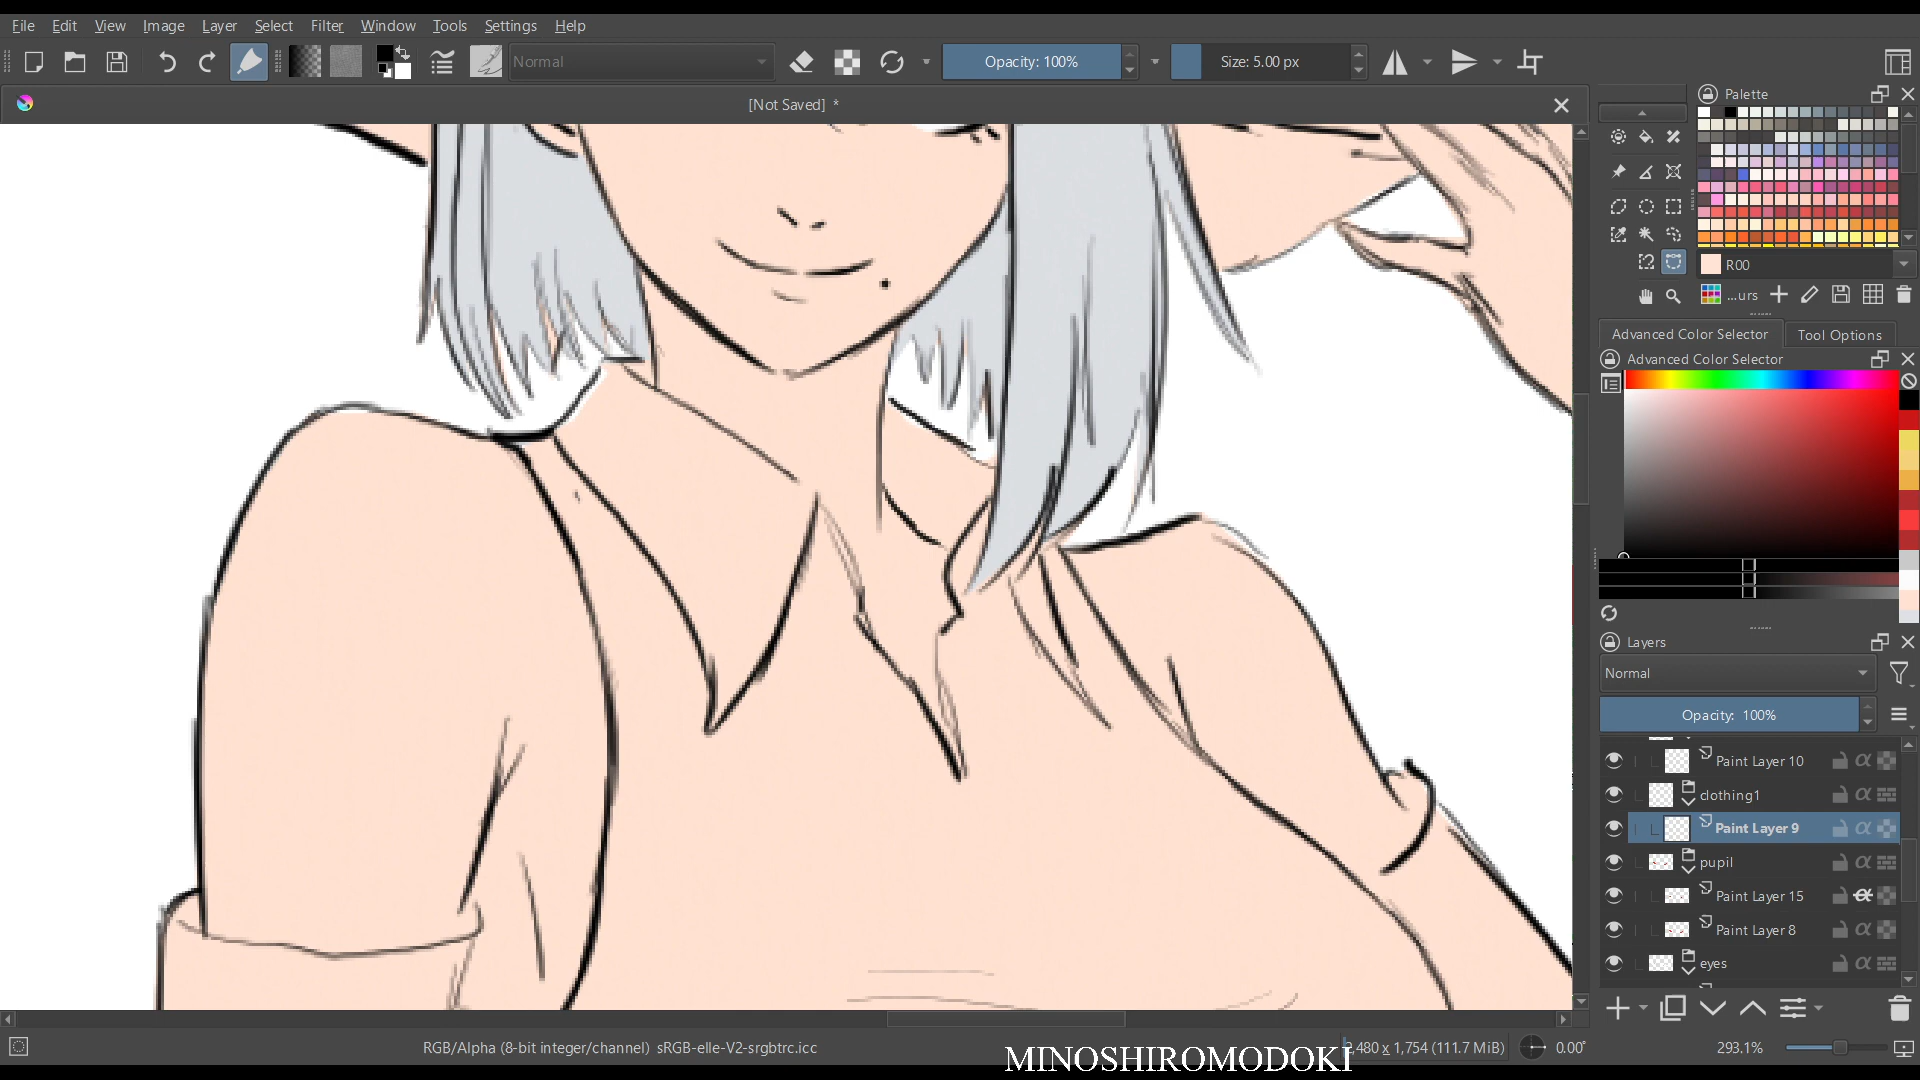 File Edit View Image Layer Select Filter Tools Window Settings Help
Normal
Opacity: 100%
Size: 5.00 px
[Not Saved] *
Palette
R00
...urs
Advanced Color Selector
Tool Options
Advanced Color Selector
Layers
Normal
Opacity: 100%
Paint Layer 10
clothing1
Paint Layer 9
pupil
Paint Layer 15
Paint Layer 8
eyes
RGB/Alpha (8-bit integer/channel) sRGB-elle-V2-srgbtrc.icc
2,480 x 1,754 (111.7 MiB)
0.00°
293.1%
MINOSHIROMODOKI